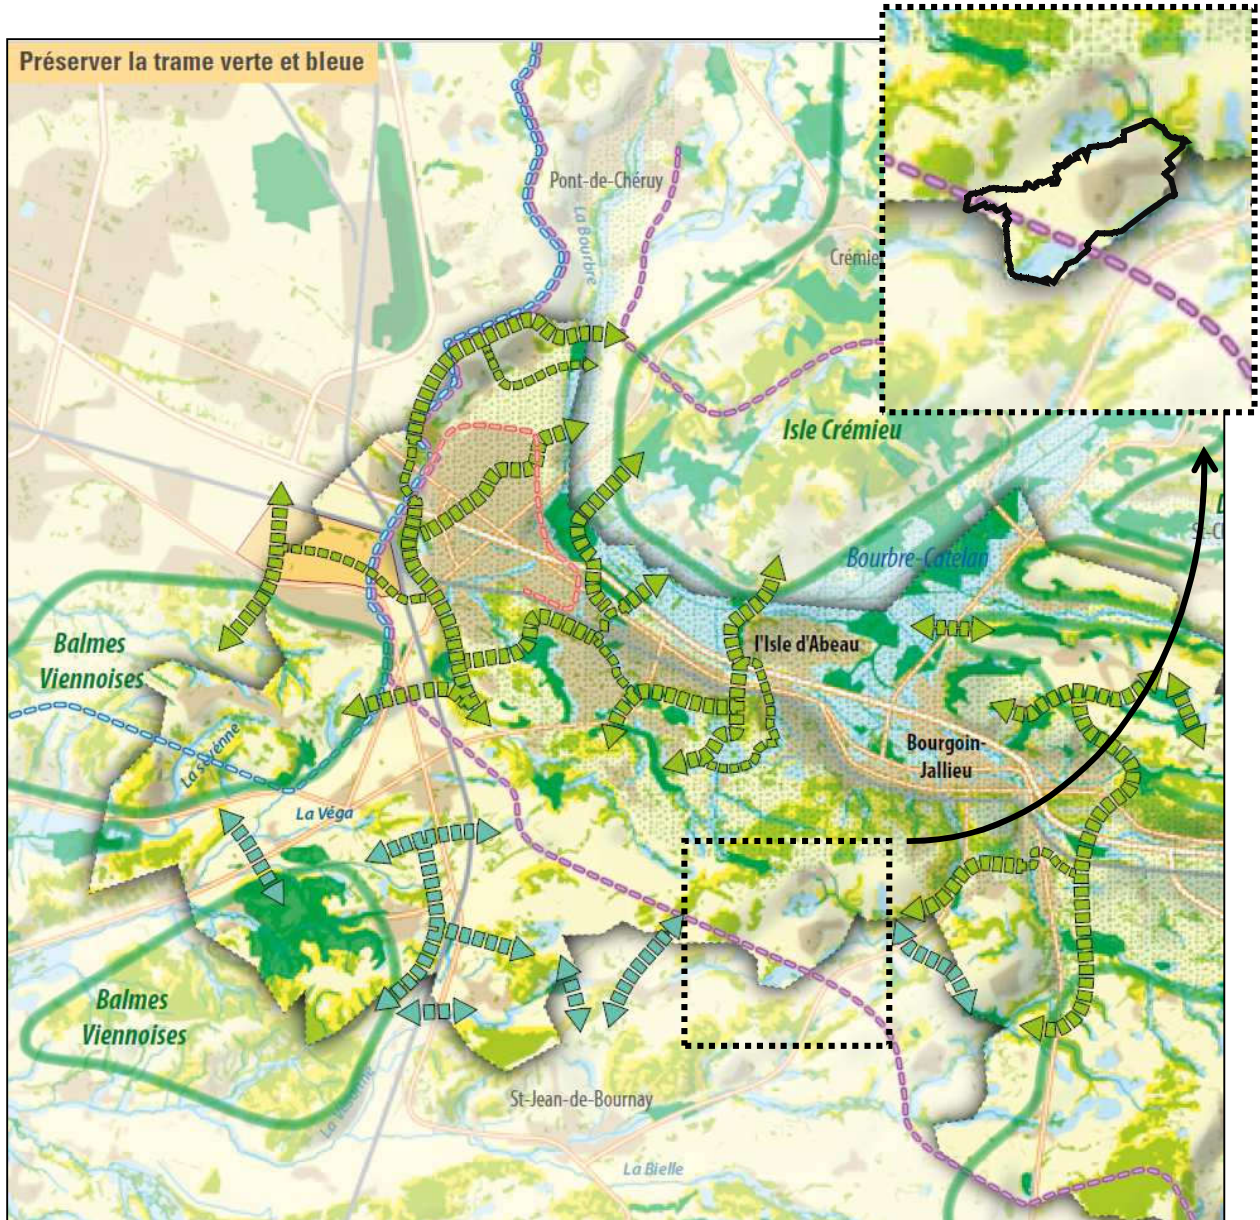 Préserver la trame verte et bleue
Pont-de-Chéruy
La Bourbre
Crémie
Isle Crémieu
Bourbre-Catelan
l'Isle d'Abeau
Balmes
Viennoises
La Sévenne
Bourgoin-
Jallieu
La Véga
Balmes
Viennoises
St-Jean-de-Bournay
La Bielle